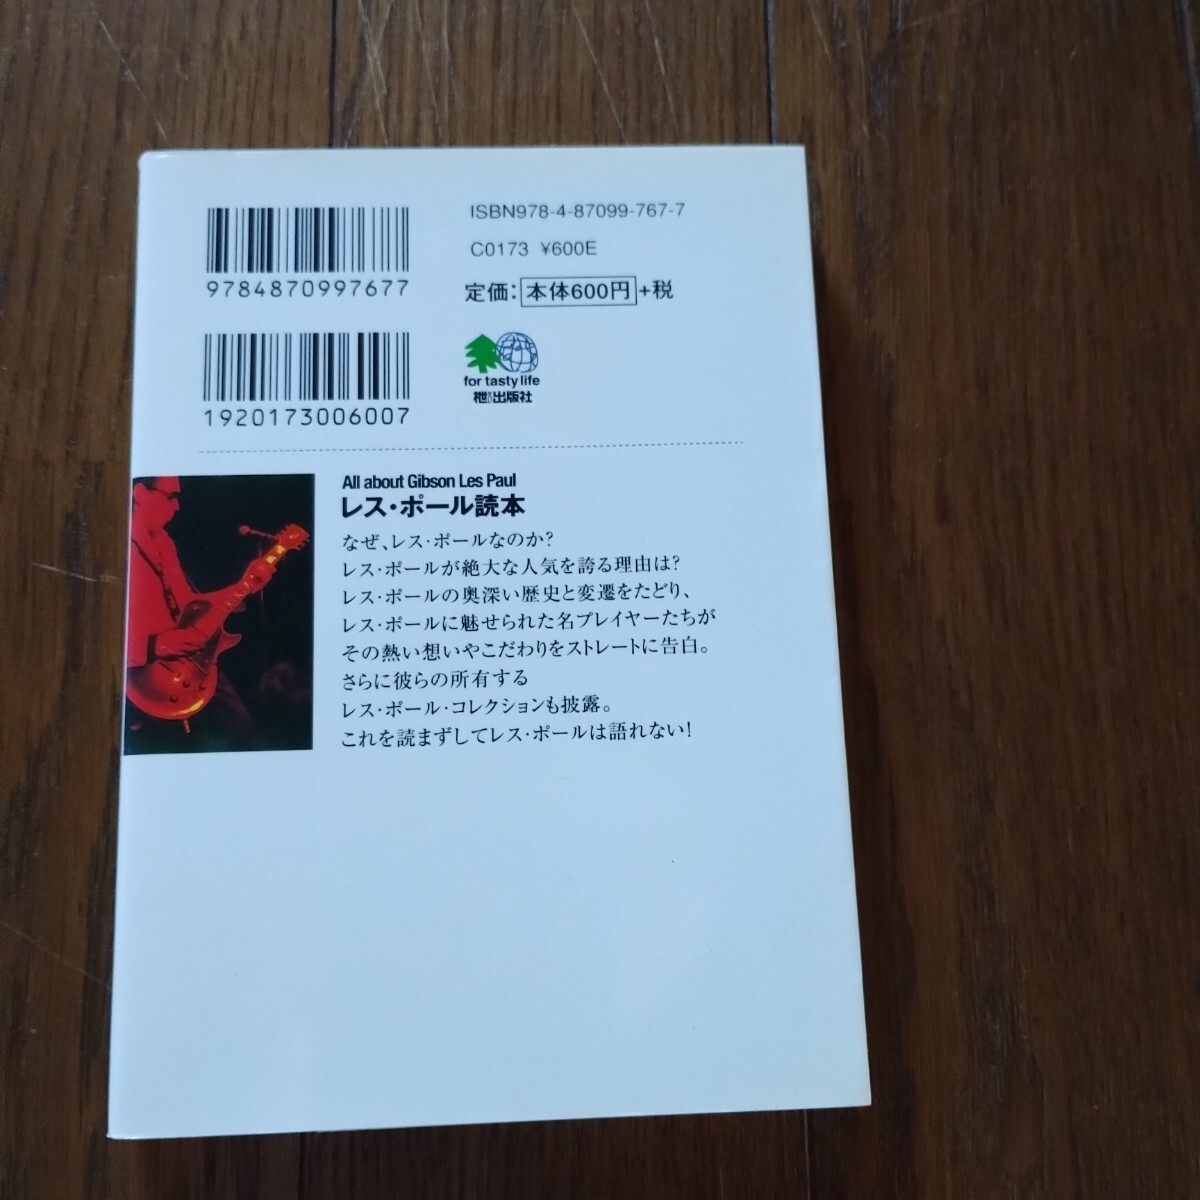 ISBN978-4-87099-767-7
C0173 ¥600E
9784870997677
定価：本体600円+税
1920173006007
for tasty life
枻出版社
All about Gibson Les Paul
レス・ポール読本
なぜ、レス・ポールなのか?
レス・ポールが絶大な人気を誇る理由は?
レス・ポールの奥深い歴史と変遷をたどり、
レス・ポールに魅せられた名プレイヤーたちが
その熱い想いやこだわりをストレートに告白。
さらに彼らの所有する
レス・ポール・コレクションも披露。
これを読まずしてレス・ポールは語れない!